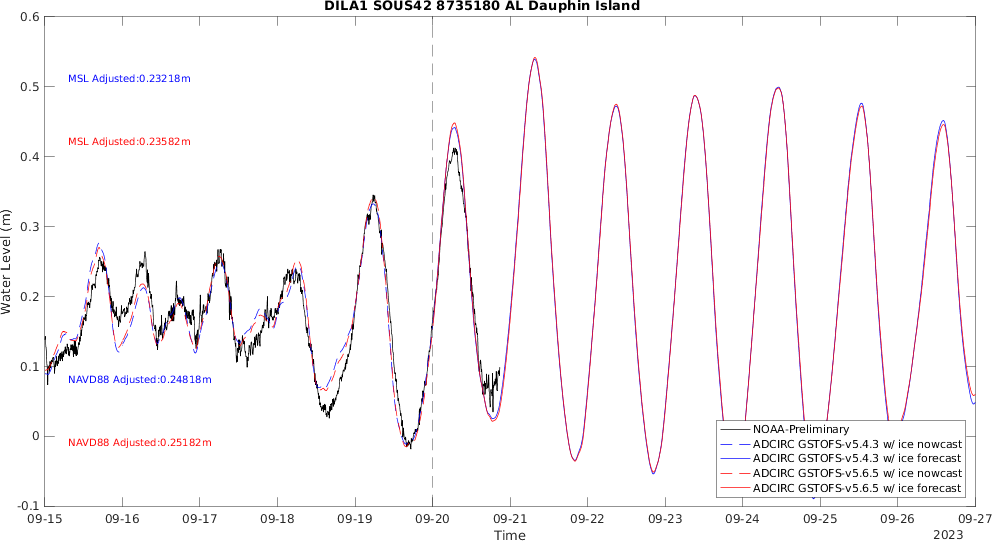 DILA1 SOUS42 8735180 AL Dauphin Island
0.6
0.5
0.4
0.3
0.2
0.1
0
-0.1
Water Level (m)
MSL Adjusted:0.23218m
MSL Adjusted:0.23582m
NAVD88 Adjusted:0.24818m
NAVD88 Adjusted:0.25182m
NOAA-Preliminary
ADCIRC GSTOFS-v5.4.3 w/ ice nowcast
ADCIRC GSTOFS-v5.4.3 w/ ice forecast
ADCIRC GSTOFS-v5.6.5 w/ ice nowcast
ADCIRC GSTOFS-v5.6.5 w/ ice forecast
09-15 09-16 09-17 09-18 09-19 09-20 09-21 09-22 09-23 09-24 09-25 09-26 09-27
Time
2023